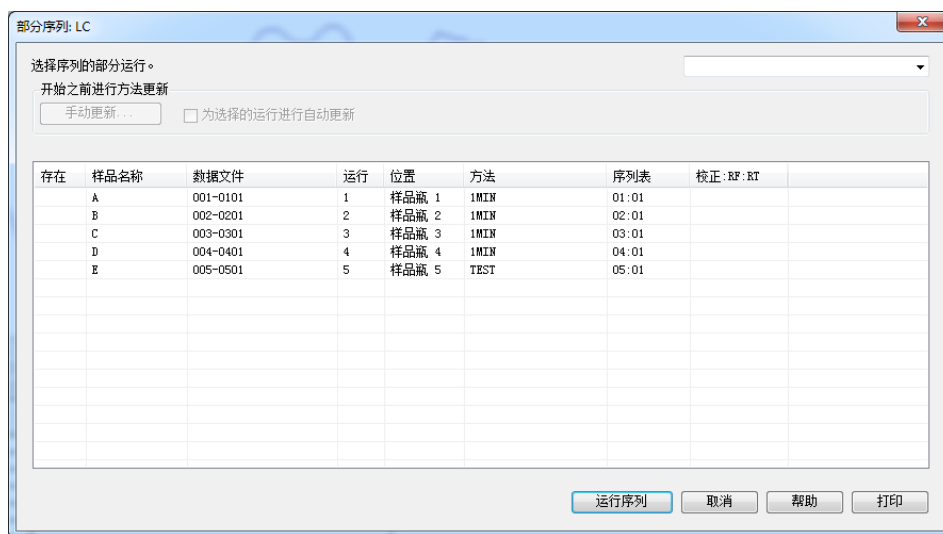 部分序列: LC
选择序列的部分运行。
开始之前进行方法更新
手动更新... 为选择的运行进行自动更新
存在 样品名称 数据文件 运行 位置 方法 序列表 校正:RF:RT
A 001-0101 1 样品瓶 1 1MIN 01:01
B 002-0201 2 样品瓶 2 1MIN 02:01
C 003-0301 3 样品瓶 3 1MIN 03:01
D 004-0401 4 样品瓶 4 1MIN 04:01
E 005-0501 5 样品瓶 5 TEST 05:01
运行序列 取消 帮助 打印